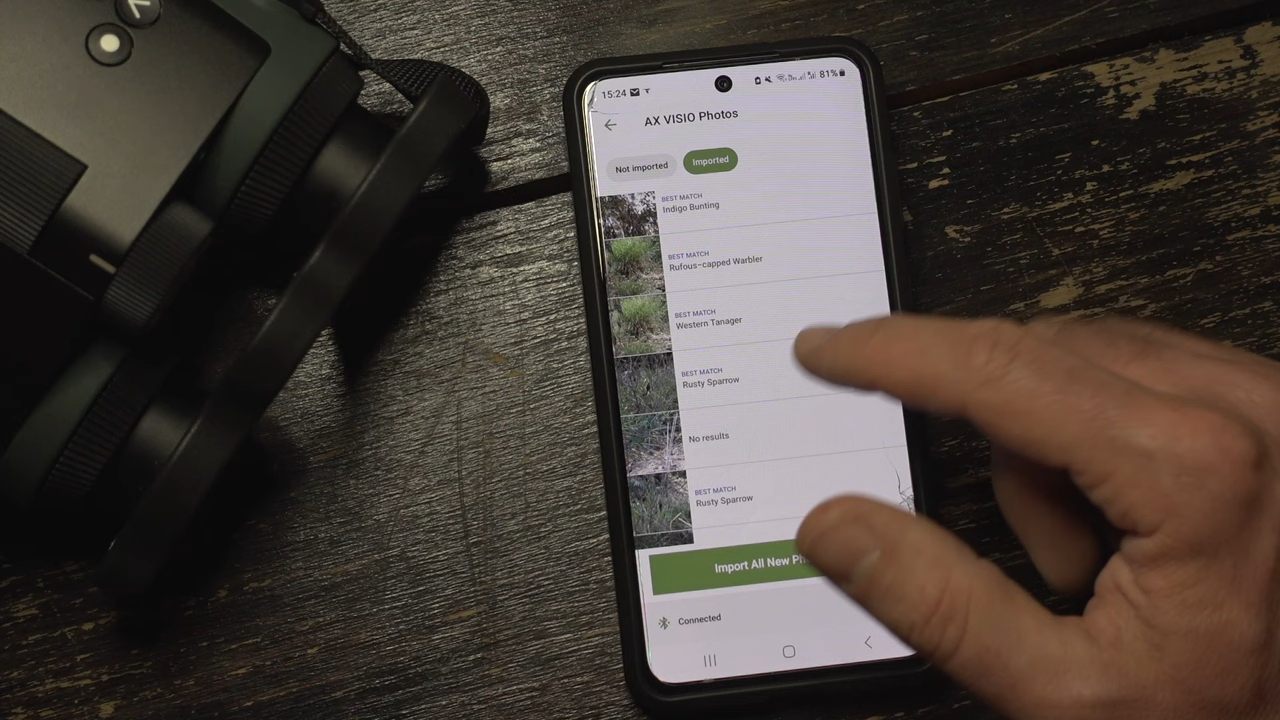 15:24
81%
AX VISIO Photos
Not imported
Imported
BEST MATCH
Indigo Bunting
BEST MATCH
Rufous-capped Warbler
BEST MATCH
Western Tanager
BEST MATCH
Rusty Sparrow
No results
BEST MATCH
Rusty Sparrow
Import All New
Connected